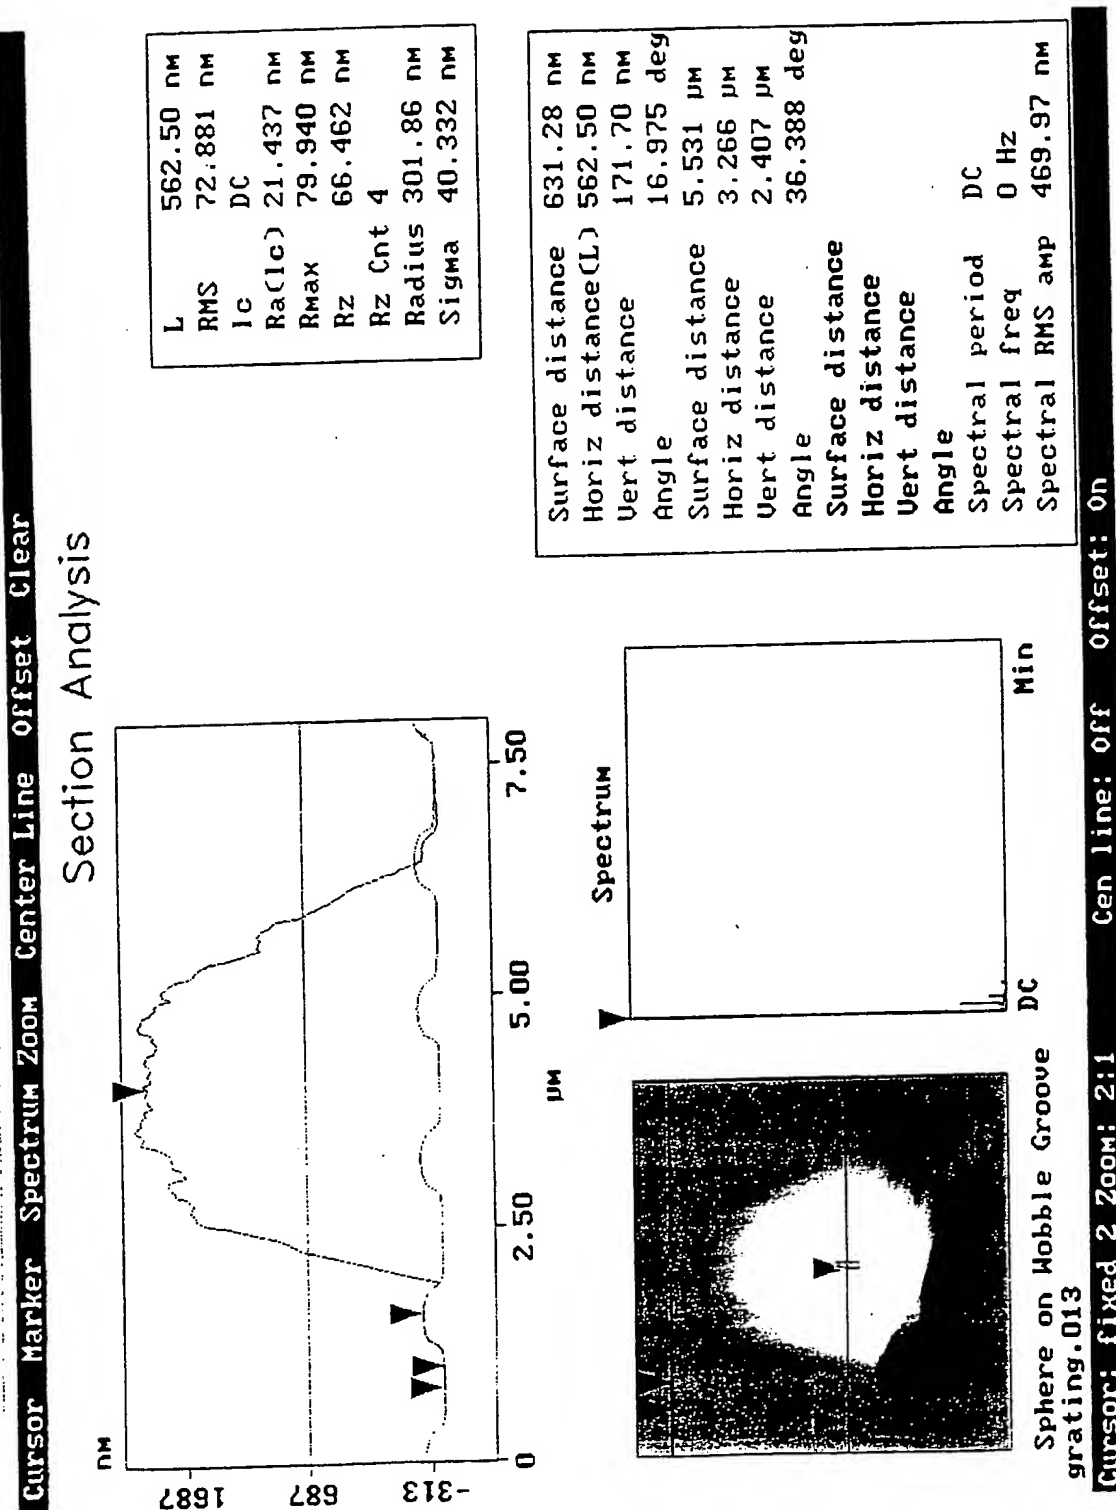 Cursor Marker Spectrum Zoom Center Line Offset Clear
Section Analysis
nm
1687
687
-313
0
2.50
5.00
7.50
µm
L 562.50 nm
RMS 72.881 nm
lc DC
Ra(lc) 21.437 nm
Rmax 79.940 nm
Rz 66.462 nm
Rz Cnt 4
Radius 301.86 nm
Sigma 40.332 nm
Spectrum
DC
Min
Surface distance 631.28 nm
Horiz distance(L) 562.50 nm
Vert distance 171.70 nm
Angle 16.975 deg
Surface distance 5.531 µm
Horiz distance 3.266 µm
Vert distance 2.407 µm
Angle 36.388 deg
Surface distance
Horiz distance
Vert distance
Angle
Spectral period DC
Spectral freq 0 Hz
Spectral RMS amp 469.97 nm
Sphere on Wobble Groove
grating.013
Cursor: fixed 2 Zoom: 2:1 Cen line: Off Offset: On